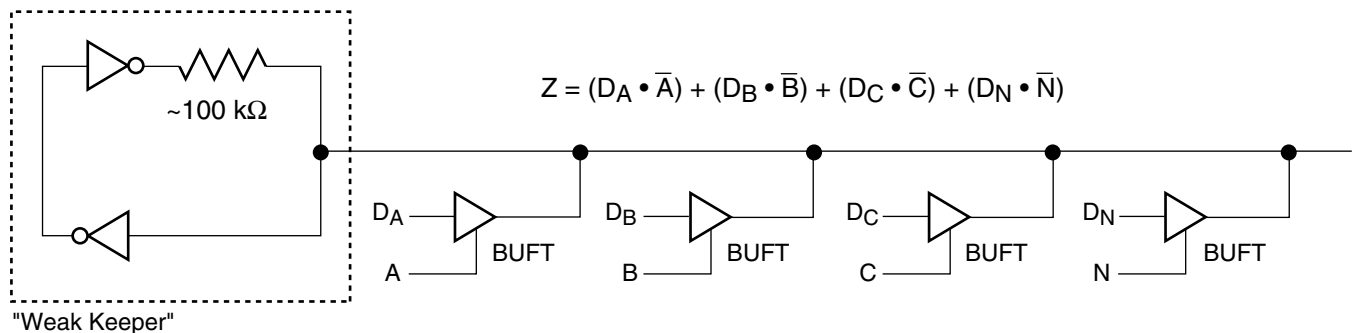 ~100 kΩ
Z = (D_A • A̅) + (D_B • B̅) + (D_C • C̅) + (D_N • N̅)
D_A
A
BUFT
D_B
B
BUFT
D_C
C
BUFT
D_N
N
BUFT
"Weak Keeper"